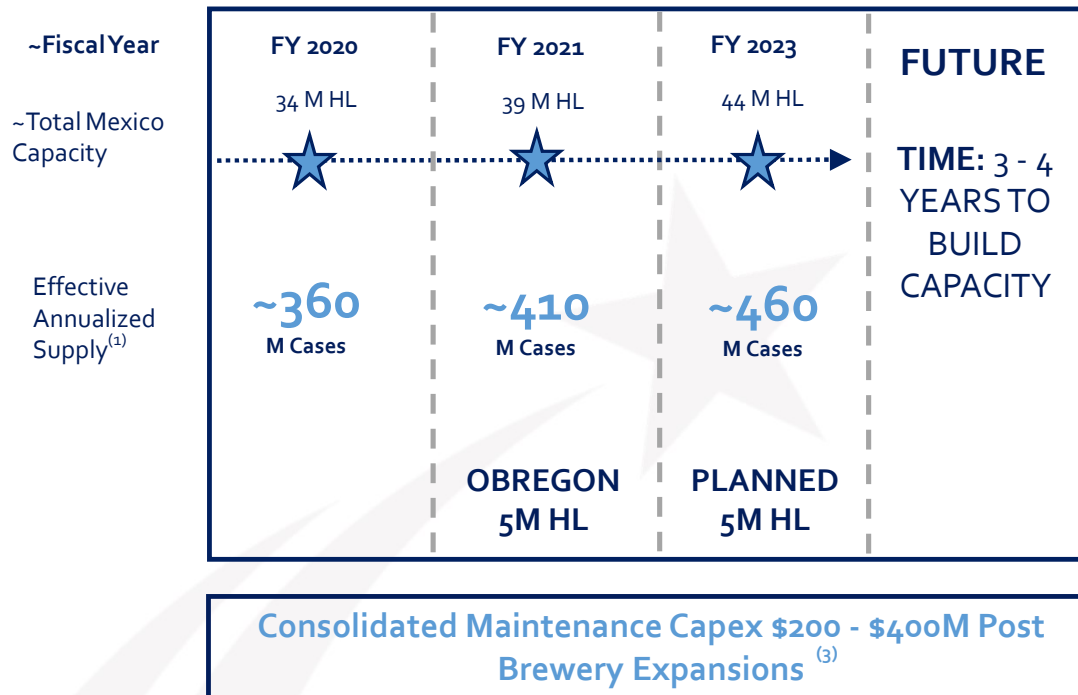 ~Fiscal Year
FY 2020
FY 2021
FY 2023
FUTURE
~Total Mexico
Capacity
34 M HL
39 M HL
44 M HL
TIME: 3 - 4
YEARS TO
BUILD
CAPACITY
Effective
Annualized
Supply(1)
~360
M Cases
~410
M Cases
~460
M Cases
OBREGON
5M HL
PLANNED
5M HL
Consolidated Maintenance Capex $200 - $400M Post
Brewery Expansions (3)